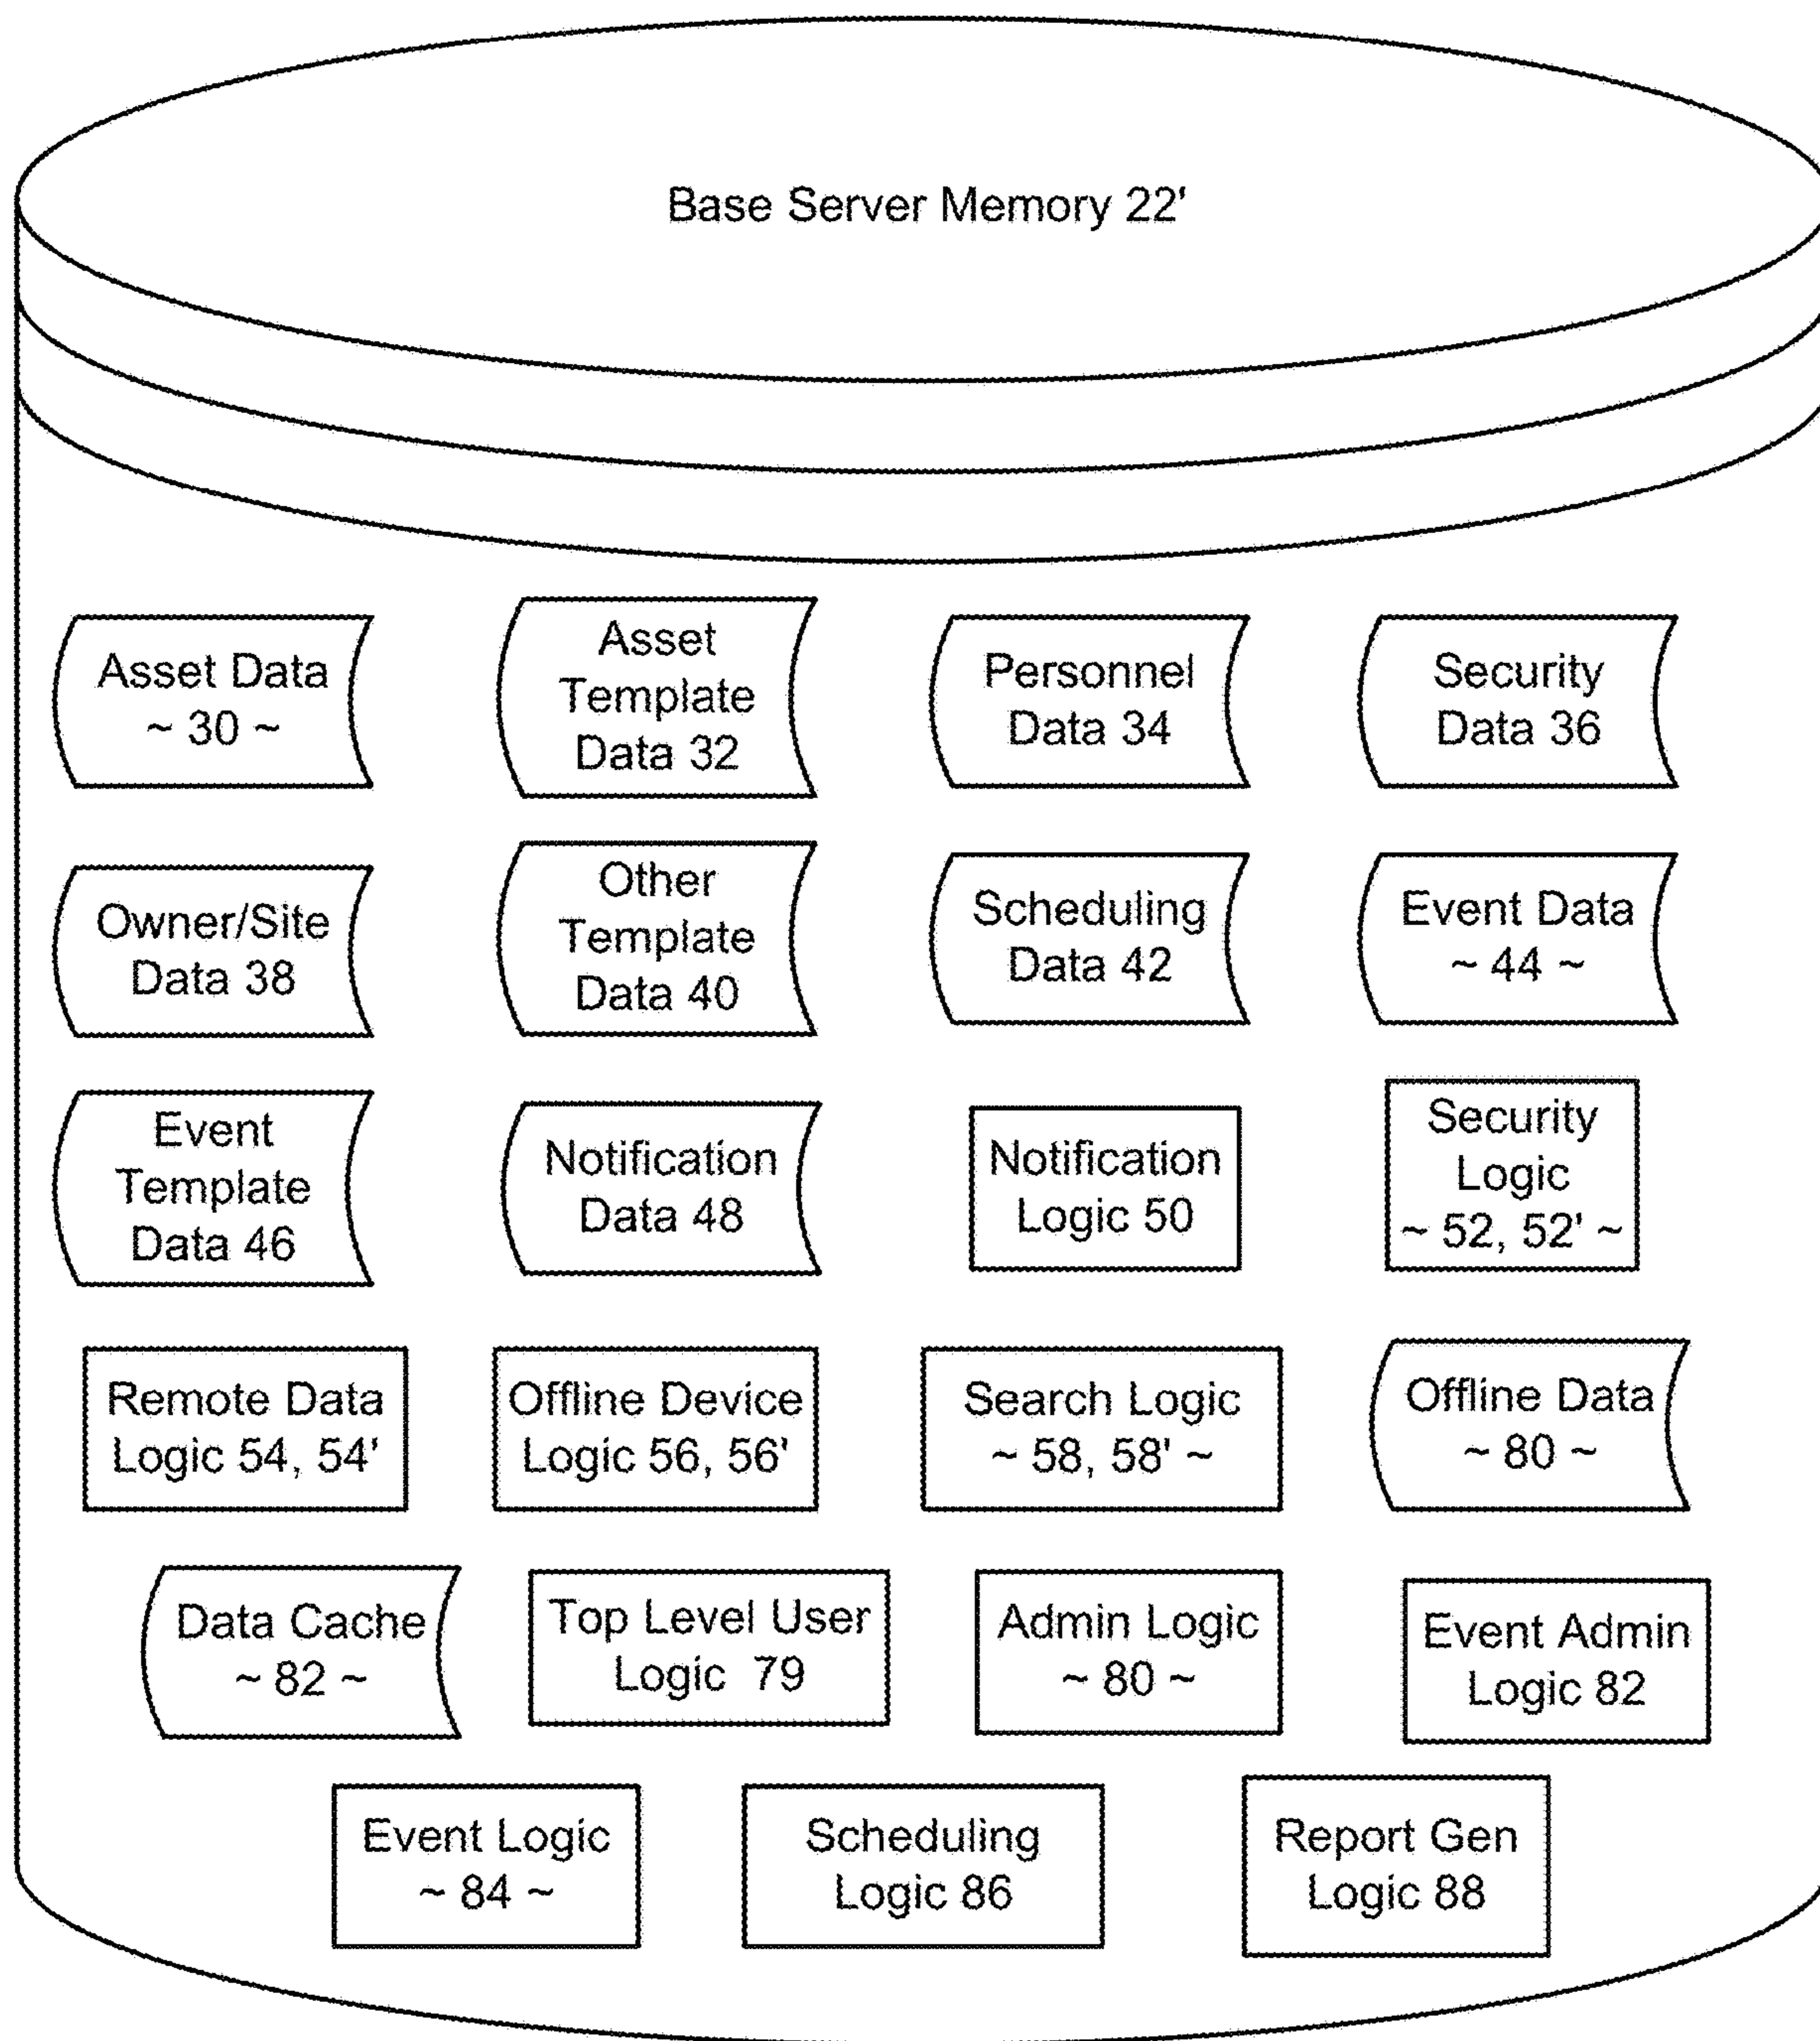 Base Server Memory 22'
Asset Data
~ 30 ~
Asset
Template
Data 32
Personnel
Data 34
Security
Data 36
Owner/Site
Data 38
Other
Template
Data 40
Scheduling
Data 42
Event Data
~ 44 ~
Event
Template
Data 46
Notification
Data 48
Notification
Logic 50
Security
Logic
~ 52, 52' ~
Remote Data
Logic 54, 54'
Offline Device
Logic 56, 56'
Search Logic
~ 58, 58' ~
Offline Data
~ 80 ~
Data Cache
~ 82 ~
Top Level User
Logic 79
Admin Logic
~ 80 ~
Event Admin
Logic 82
Event Logic
~ 84 ~
Scheduling
Logic 86
Report Gen
Logic 88